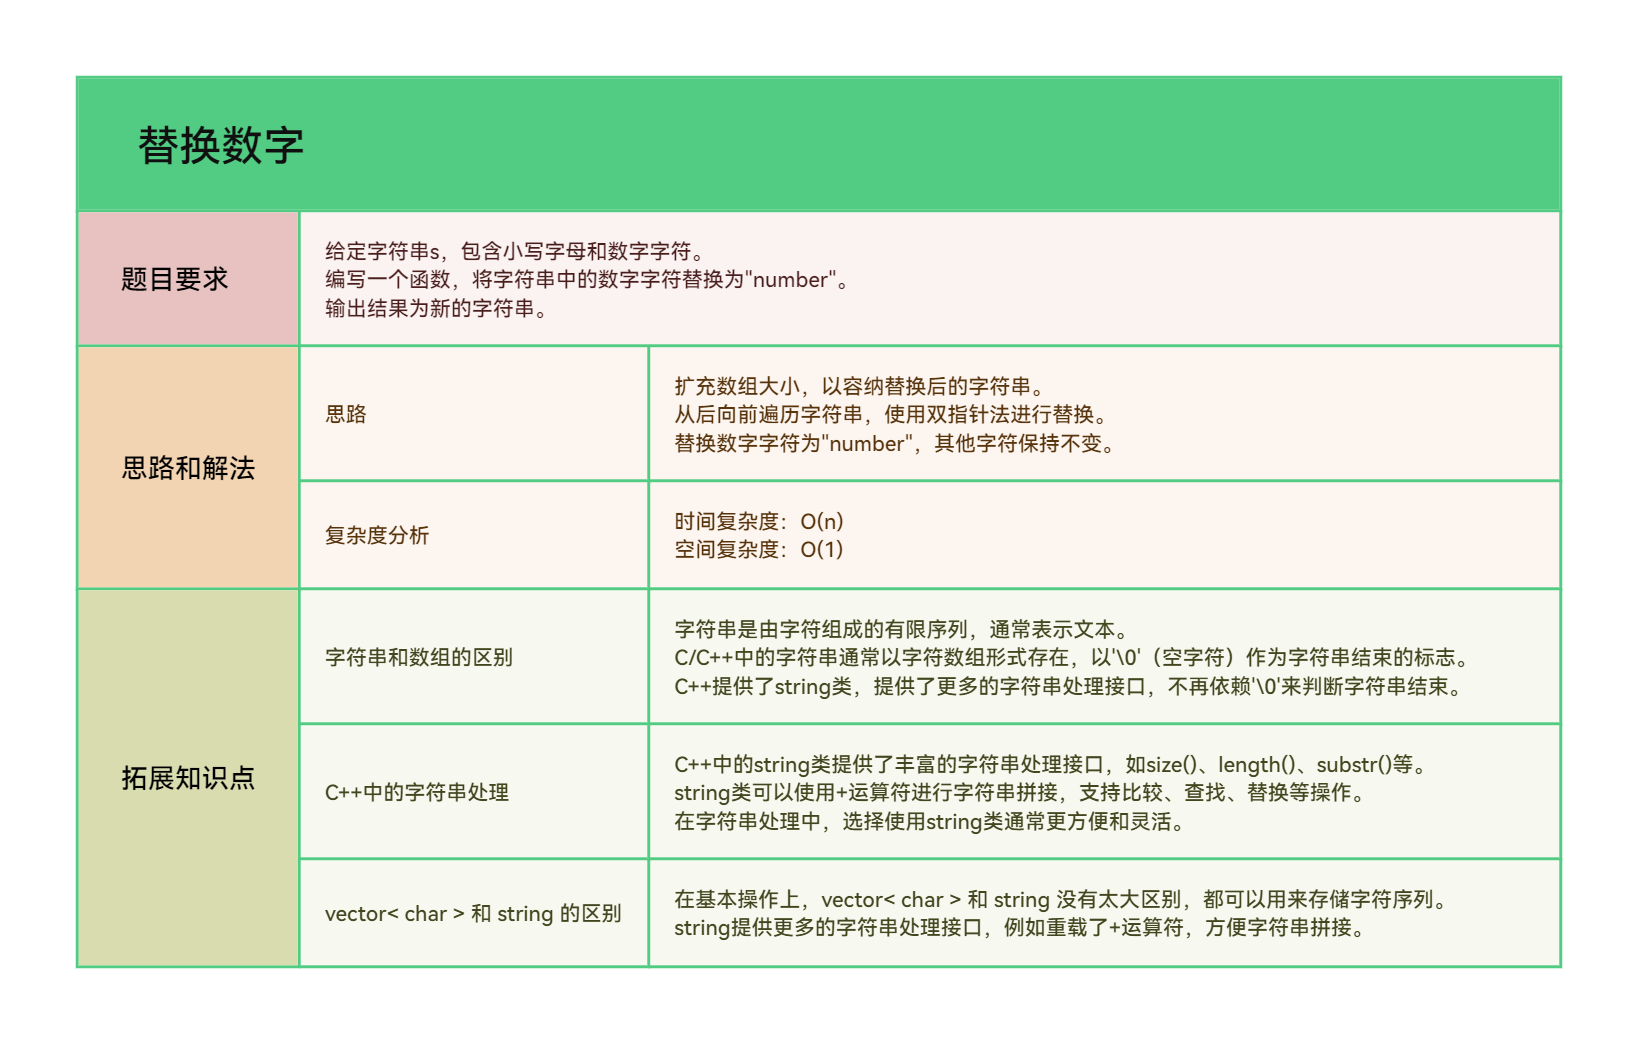 替换数字
题目要求
给定字符串s，包含小写字母和数字字符。
编写一个函数，将字符串中的数字字符替换为"number"。
输出结果为新的字符串。
思路和解法
思路
扩充数组大小，以容纳替换后的字符串。
从后向前遍历字符串，使用双指针法进行替换。
替换数字字符为"number"，其他字符保持不变。
复杂度分析
时间复杂度：O(n)
空间复杂度：O(1)
拓展知识点
字符串和数组的区别
字符串是由字符组成的有限序列，通常表示文本。
C/C++中的字符串通常以字符数组形式存在，以'\0'（空字符）作为字符串结束的标志。
C++提供了string类，提供了更多的字符串处理接口，不再依赖'\0'来判断字符串结束。
C++中的字符串处理
C++中的string类提供了丰富的字符串处理接口，如size()、length()、substr()等。
string类可以使用+运算符进行字符串拼接，支持比较、查找、替换等操作。
在字符串处理中，选择使用string类通常更方便和灵活。
vector< char > 和 string 的区别
在基本操作上，vector< char > 和 string 没有太大区别，都可以用来存储字符序列。
string提供更多的字符串处理接口，例如重载了+运算符，方便字符串拼接。